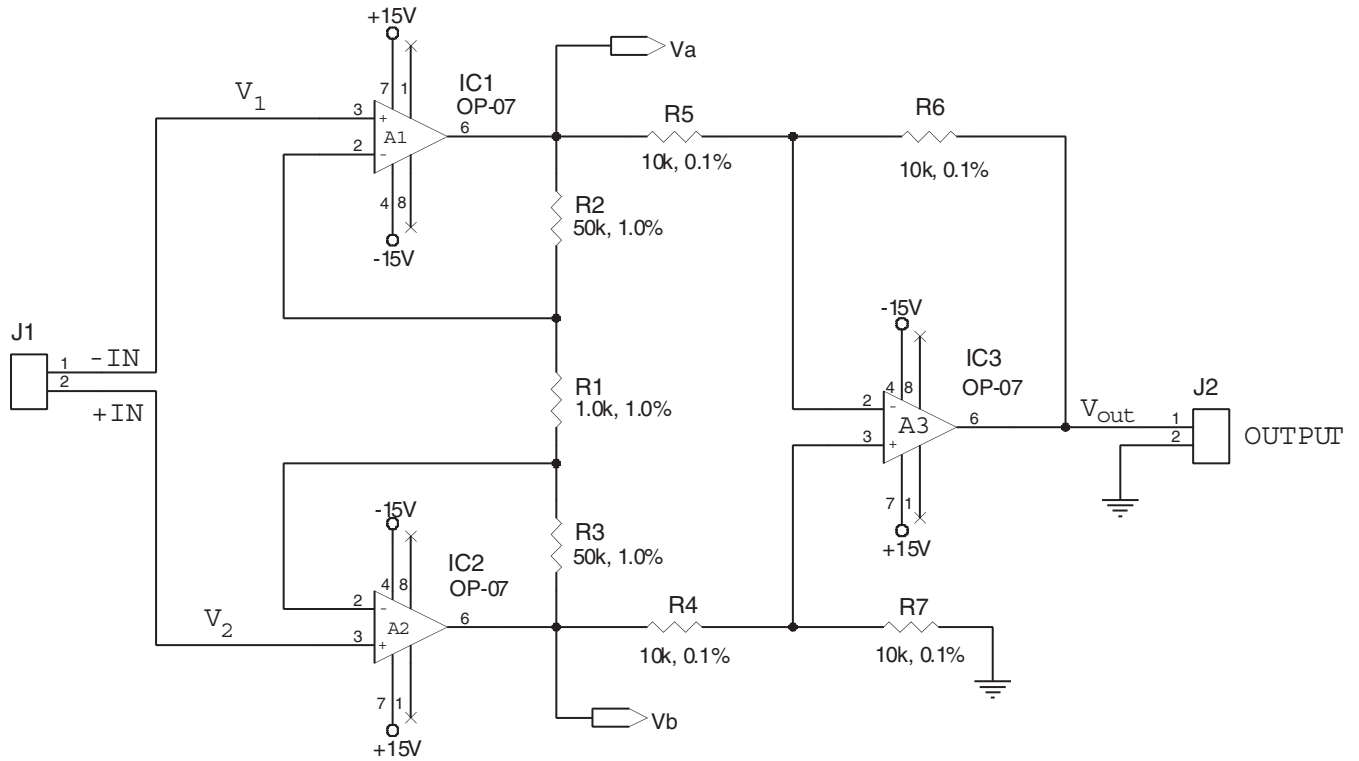 +15V
Va
IC1
OP-07
7
1
V1
3
+
A1
6
2
-
4
8
-15V
R5
10k, 0.1%
R6
10k, 0.1%
R2
50k, 1.0%
J1
1
-IN
2
+IN
R1
1.0k, 1.0%
-15V
4
8
IC3
OP-07
2
-
A3
6
3
+
7
1
+15V
Vout
J2
1
2
OUTPUT
-15V
4
8
IC2
OP-07
R3
50k, 1.0%
2
-
A2
6
V2
3
+
7
1
+15V
R4
10k, 0.1%
R7
10k, 0.1%
Vb